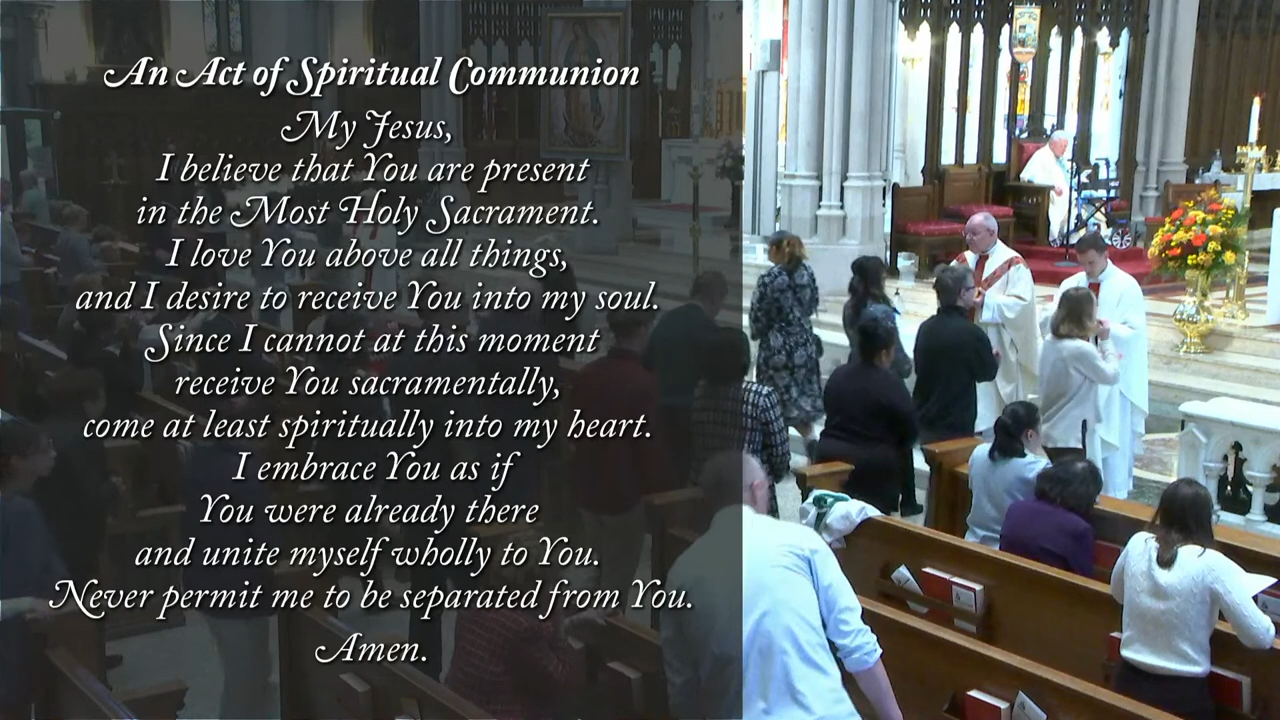 An Act of Spiritual Communion
My Jesus,
I believe that You are present
in the Most Holy Sacrament.
I love You above all things,
and I desire to receive You into my soul.
Since I cannot at this moment
receive You sacramentally,
come at least spiritually into my heart.
I embrace You as if
You were already there
and unite myself wholly to You.
Never permit me to be separated from You.
Amen.